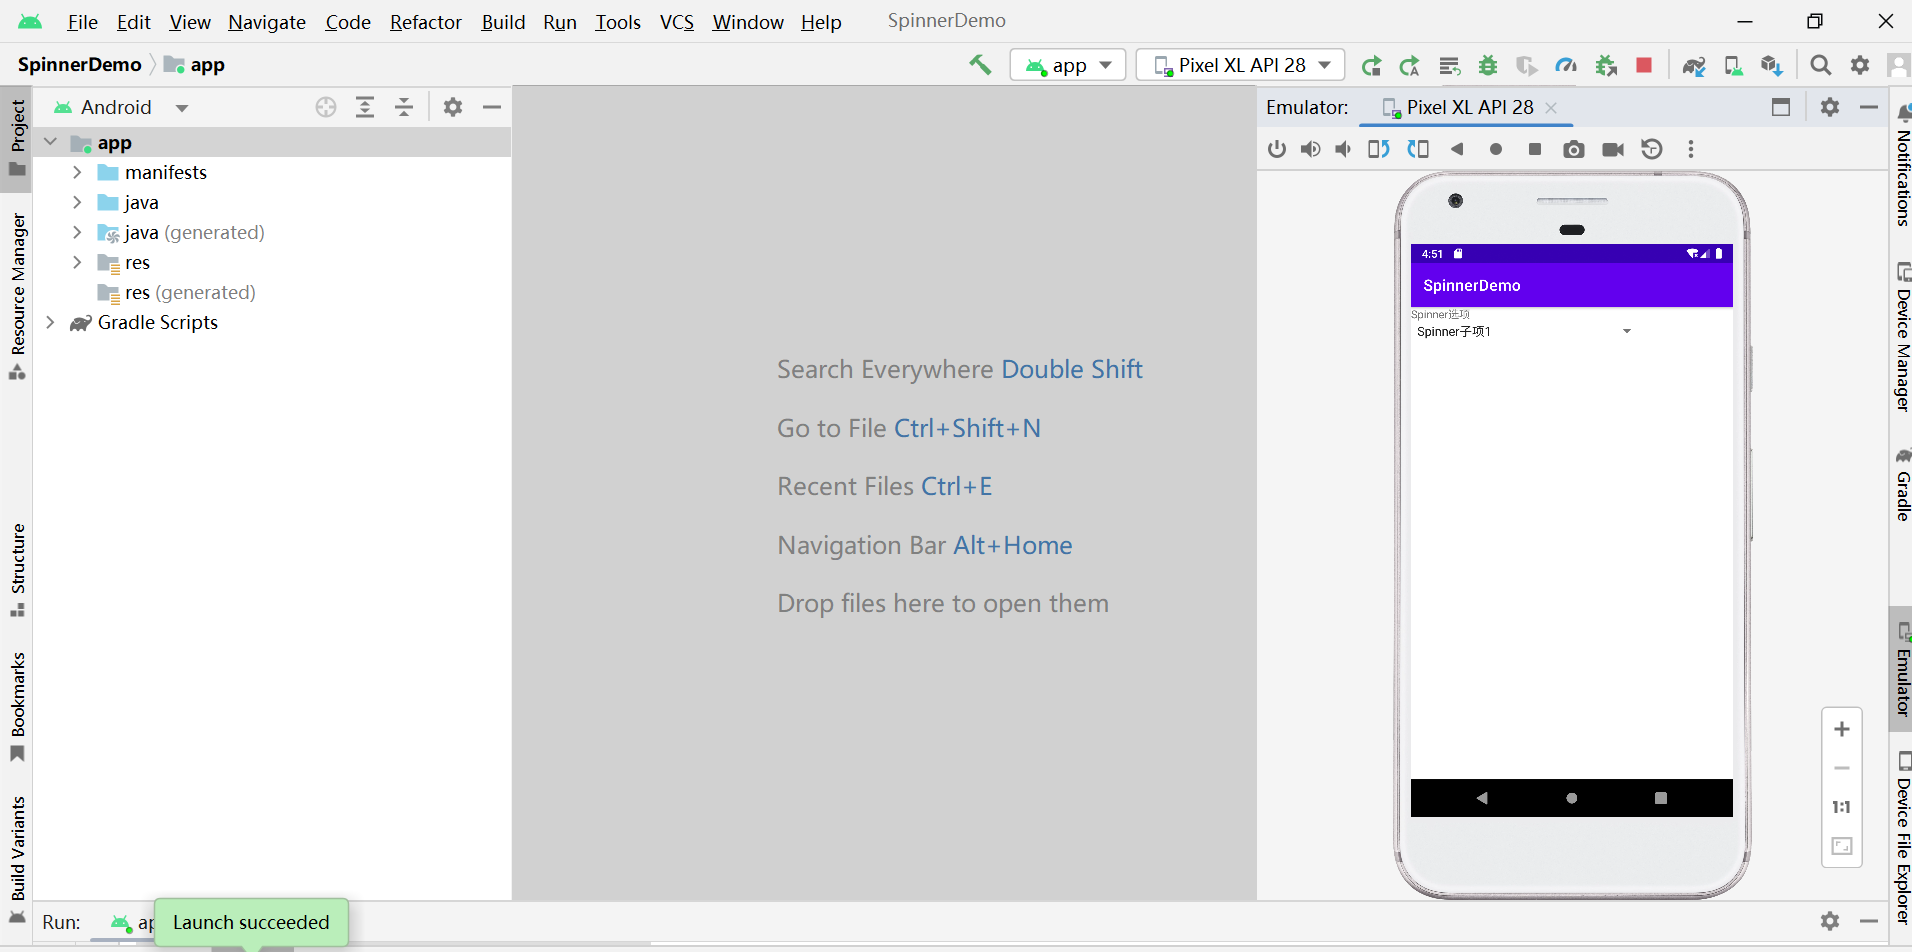 File Edit View Navigate Code Refactor Build Run Tools VCS Window Help SpinnerDemo
SpinnerDemo app
app Pixel XL API 28
Project
Resource Manager
Structure
Bookmarks
Build Variants
Android
app
manifests
java
java (generated)
res
res (generated)
Gradle Scripts
Search Everywhere Double Shift
Go to File Ctrl+Shift+N
Recent Files Ctrl+E
Navigation Bar Alt+Home
Drop files here to open them
Emulator: Pixel XL API 28
4:51
SpinnerDemo
Spinner选项
Spinner子项1
1:1
Notifications
Device Manager
Gradle
Emulator
Device File Explorer
Run:
Launch succeeded